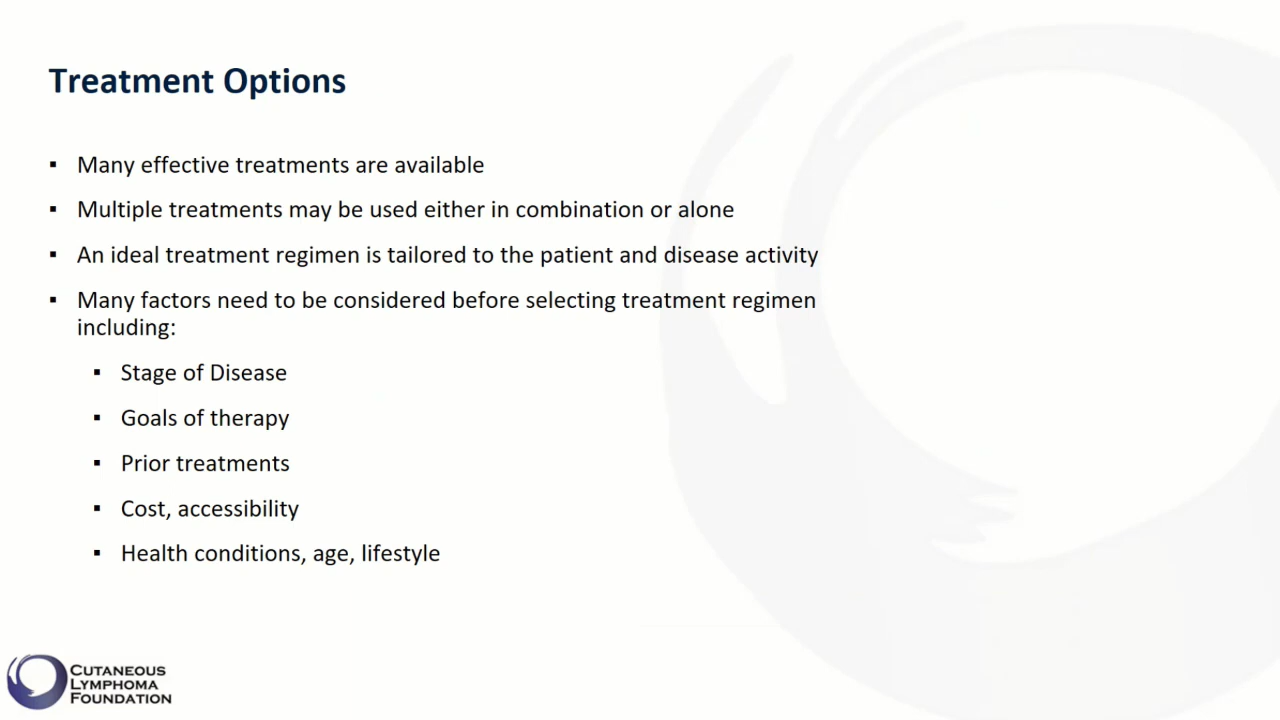 Treatment Options
▪ Many effective treatments are available
▪ Multiple treatments may be used either in combination or alone
▪ An ideal treatment regimen is tailored to the patient and disease activity
▪ Many factors need to be considered before selecting treatment regimen
including:
▪ Stage of Disease
▪ Goals of therapy
▪ Prior treatments
▪ Cost, accessibility
▪ Health conditions, age, lifestyle
CUTANEOUS
LYMPHOMA
FOUNDATION